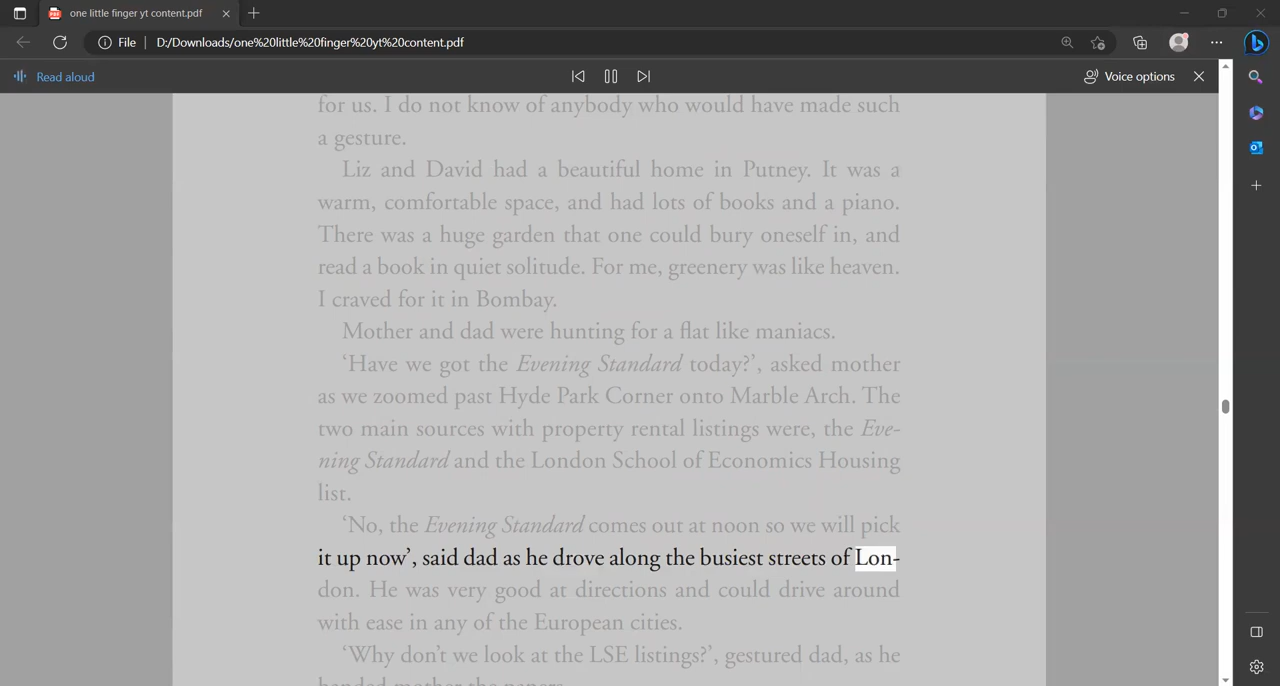 one little finger yt content.pdf
File
D:/Downloads/one%20little%20finger%20yt%20content.pdf
Read aloud
Voice options
for us. I do not know of anybody who would have made such
a gesture.
Liz and David had a beautiful home in Putney. It was a
warm, comfortable space, and had lots of books and a piano.
There was a huge garden that one could bury oneself in, and
read a book in quiet solitude. For me, greenery was like heaven.
I craved for it in Bombay.
Mother and dad were hunting for a flat like maniacs.
‘Have we got the Evening Standard today?’, asked mother
as we zoomed past Hyde Park Corner onto Marble Arch. The
two main sources with property rental listings were, the Eve-
ning Standard and the London School of Economics Housing
list.
‘No, the Evening Standard comes out at noon so we will pick
it up now’, said dad as he drove along the busiest streets of Lon-
don. He was very good at directions and could drive around
with ease in any of the European cities.
‘Why don’t we look at the LSE listings?’, gestured dad, as he
handed mother the papers.